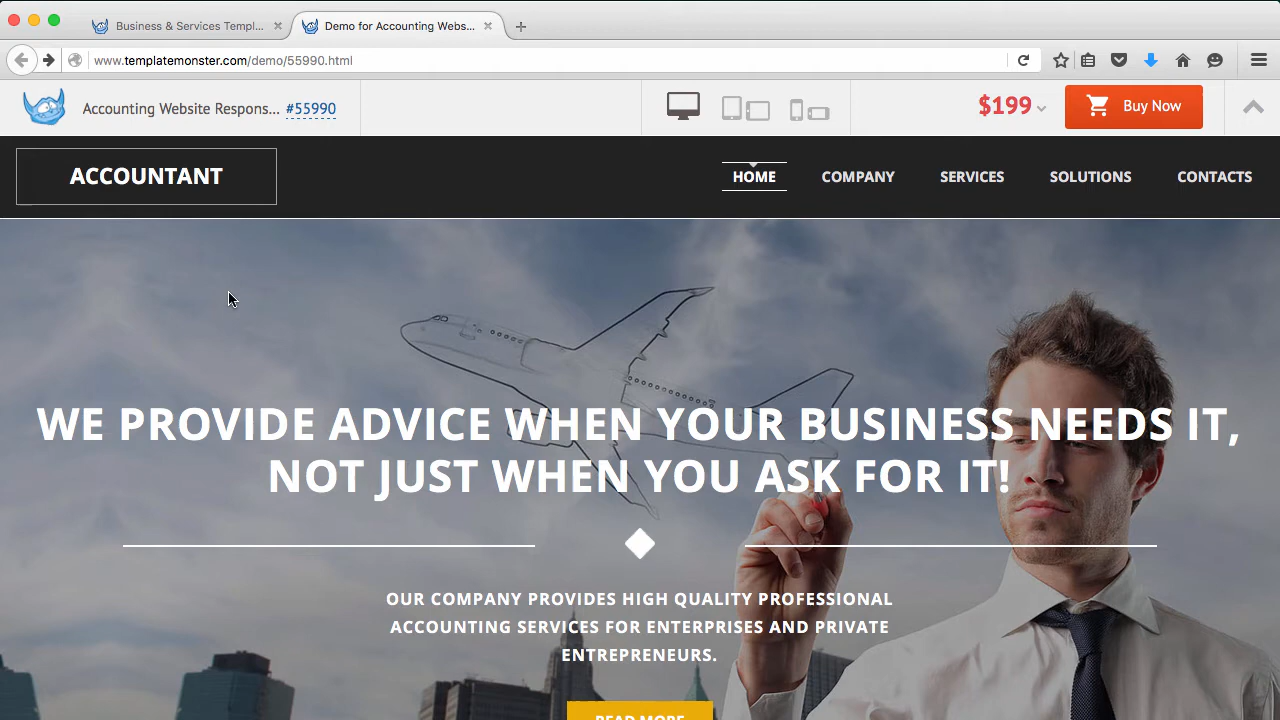 Business & Services Templ...
Demo for Accounting Webs...
www.templatemonster.com/demo/55990.html
Accounting Website Respons... #55990
$199
Buy Now
ACCOUNTANT
HOME
COMPANY
SERVICES
SOLUTIONS
CONTACTS
WE PROVIDE ADVICE WHEN YOUR BUSINESS NEEDS IT,
NOT JUST WHEN YOU ASK FOR IT!
OUR COMPANY PROVIDES HIGH QUALITY PROFESSIONAL
ACCOUNTING SERVICES FOR ENTERPRISES AND PRIVATE
ENTREPRENEURS.
READ MORE